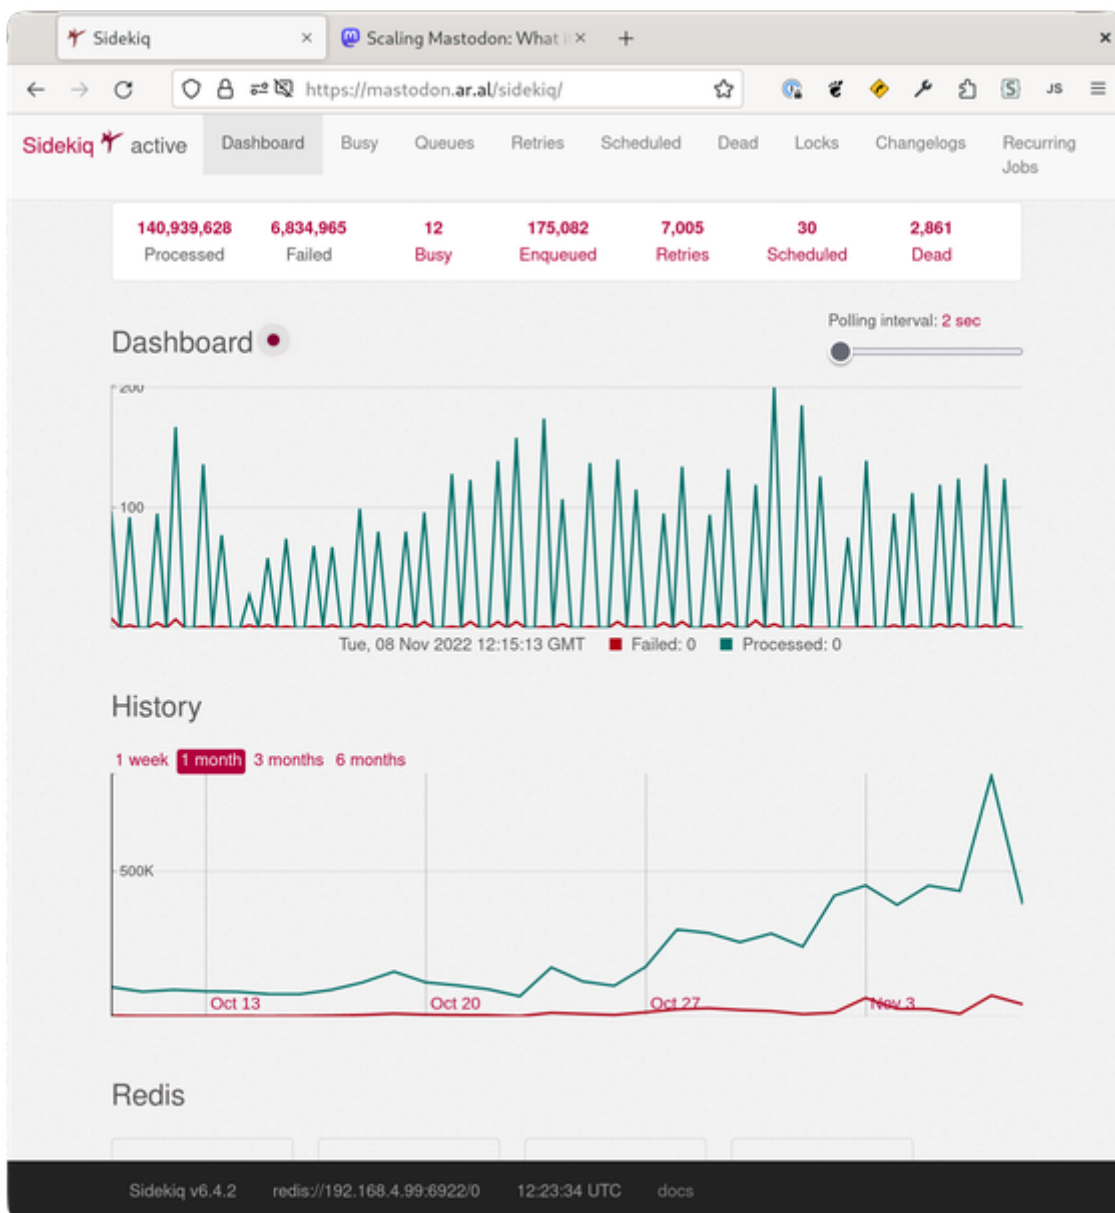 Sidekiq
Scaling Mastodon: What i
https://mastodon.ar.al/sidekiq/
JS
Sidekiq active Dashboard Busy Queues Retries Scheduled Dead Locks Changelogs Recurring Jobs
140,939,628 6,834,965 12 175,082 7,005 30 2,861
Processed Failed Busy Enqueued Retries Scheduled Dead
Polling interval: 2 sec
Dashboard
200
100
Tue, 08 Nov 2022 12:15:13 GMT Failed: 0 Processed: 0
History
1 week 1 month 3 months 6 months
500K
Oct 13 Oct 20 Oct 27 Nov 3
Redis
Sidekiq v6.4.2 redis://192.168.4.99:6922/0 12:23:34 UTC docs